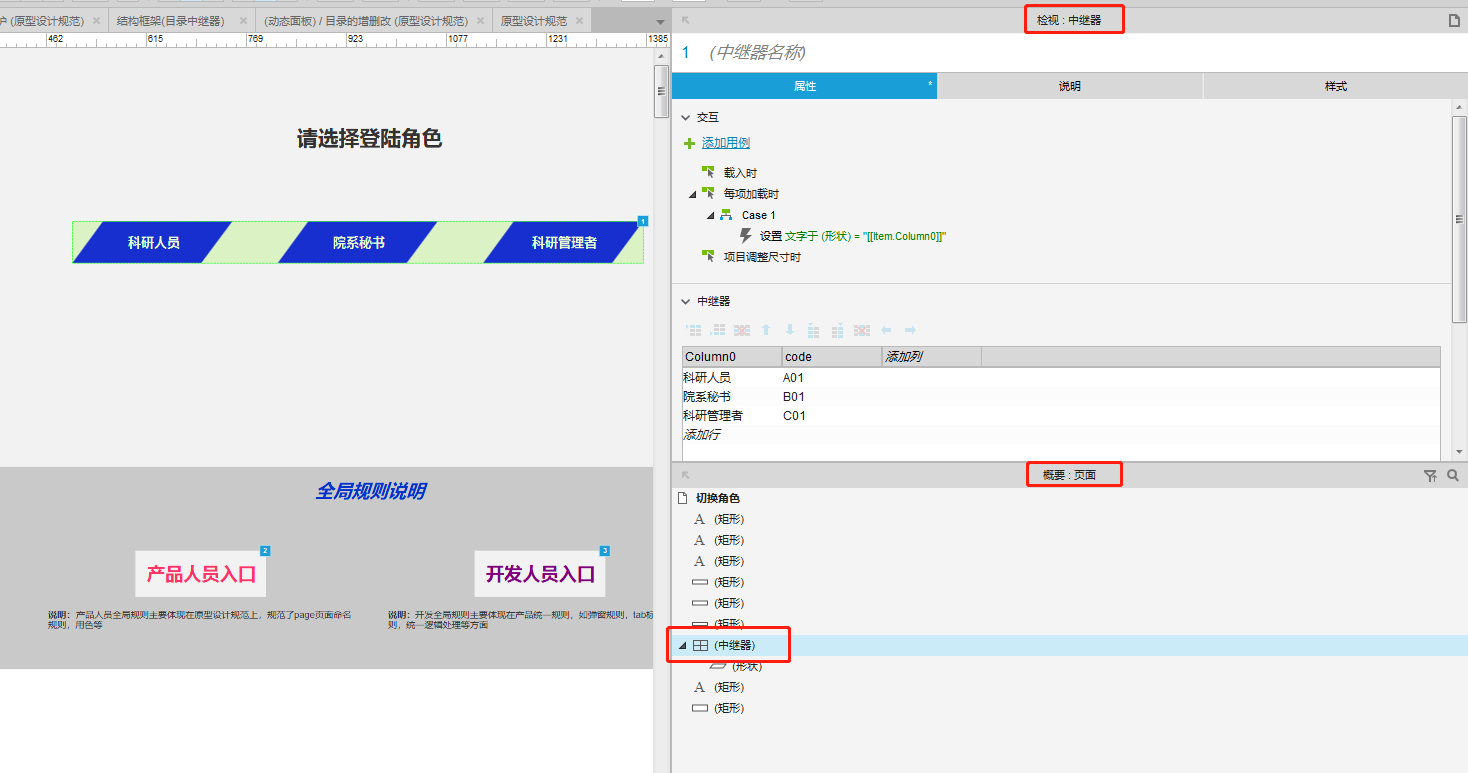 户 (原型设计规范)
结构框架(目录中继器)
(动态面板) / 目录的增删改 (原型设计规范)
原型设计规范
462 615 769 923 1077 1231 1385
请选择登陆角色
科研人员
院系秘书
科研管理者
1
全局规则说明
2
产品人员入口
说明：产品人员全局规则主要体现在原型设计规范上，规范了page页面命名
规则，用色等
3
开发人员入口
说明：开发全局规则主要体现在产品统一规则，如弹窗规则，tab标
则，统一逻辑处理等方面
检视 : 中继器
1 (中继器名称)
属性 *
说明
样式
交互
添加用例
载入时
每项加载时
Case 1
设置 文字于 (形状) = "[[Item.Column0]]"
项目调整尺寸时
中继器
Column0 code 添加列
科研人员 A01
院系秘书 B01
科研管理者 C01
添加行
概要 : 页面
切换角色
A (矩形)
A (矩形)
A (矩形)
(矩形)
(矩形)
(矩形)
(中继器)
(形状)
A (矩形)
(矩形)